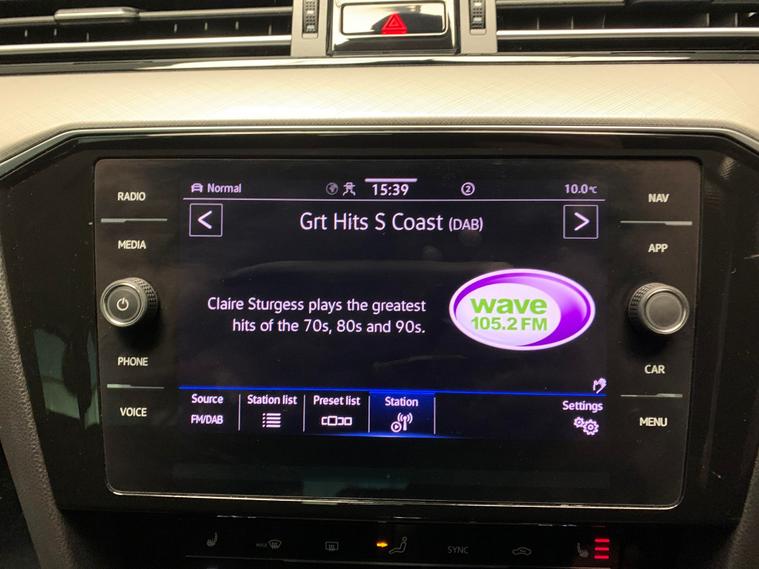 RADIO
MEDIA
PHONE
VOICE
Normal
15:39
2
10.0°C
Grt Hits S Coast (DAB)
Claire Sturgess plays the greatest
hits of the 70s, 80s and 90s.
wave
105.2 FM
Source
FM/DAB
Station list
Preset list
Station
Settings
NAV
APP
CAR
MENU
MAX
SYNC